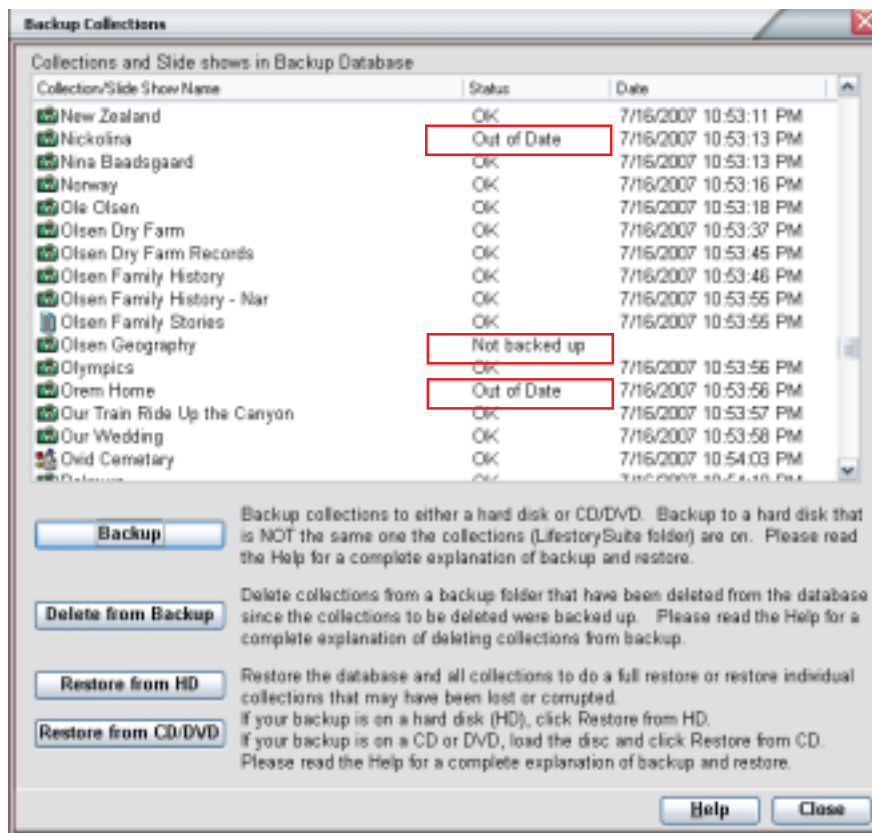 Backup Collections
Collections and Slide shows in Backup Database
Collection/Slide Show Name Status Date
New Zealand OK 7/16/2007 10:53:11 PM
Nickolina Out of Date 7/16/2007 10:53:13 PM
Nina Baadsgaard OK 7/16/2007 10:53:13 PM
Norway OK 7/16/2007 10:53:16 PM
Ole Olsen OK 7/16/2007 10:53:18 PM
Olsen Dry Farm OK 7/16/2007 10:53:37 PM
Olsen Dry Farm Records OK 7/16/2007 10:53:45 PM
Olsen Family History OK 7/16/2007 10:53:46 PM
Olsen Family History - Nar OK 7/16/2007 10:53:55 PM
Olsen Family Stories OK 7/16/2007 10:53:55 PM
Olsen Geography Not backed up
Olympics OK 7/16/2007 10:53:56 PM
Orem Home Out of Date 7/16/2007 10:53:56 PM
Our Train Ride Up the Canyon OK 7/16/2007 10:53:57 PM
Our Wedding OK 7/16/2007 10:53:58 PM
Ovid Cemetary OK 7/16/2007 10:54:03 PM
Backup
Backup collections to either a hard disk or CD/DVD. Backup to a hard disk that
is NOT the same one the collections (LifestorySuite folder) are on. Please read
the Help for a complete explanation of backup and restore.
Delete from Backup
Delete collections from a backup folder that have been deleted from the database
since the collections to be deleted were backed up. Please read the Help for a
complete explanation of deleting collections from backup.
Restore from HD
Restore the database and all collections to do a full restore or restore individual
collections that may have been lost or corrupted.
Restore from CD/DVD
If your backup is on a hard disk (HD), click Restore from HD.
If your backup is on a CD or DVD, load the disc and click Restore from CD.
Please read the Help for a complete explanation of backup and restore.
Help Close